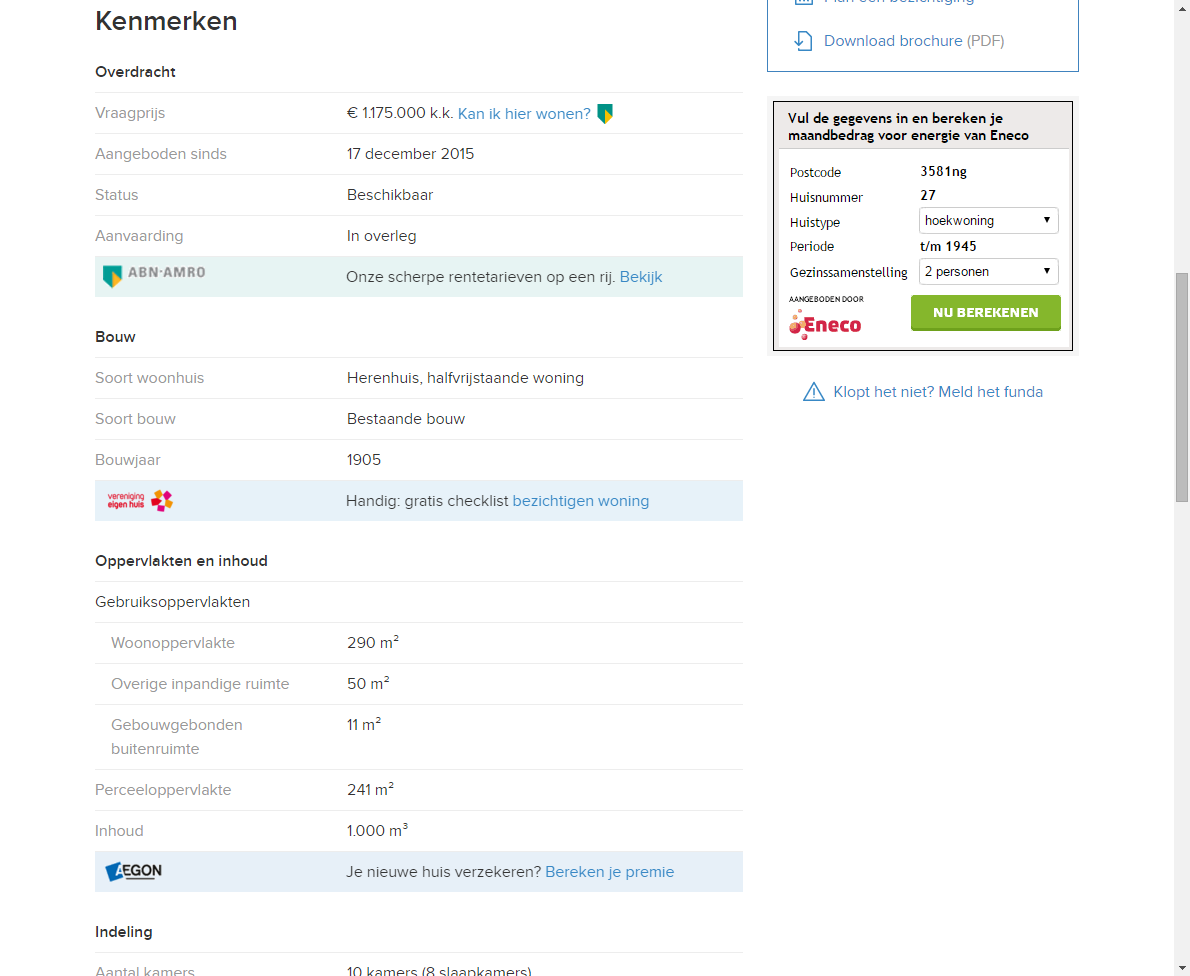 Kenmerken
Overdracht
Vraagprijs € 1.175.000 k.k. Kan ik hier wonen?
Aangeboden sinds 17 december 2015
Status Beschikbaar
Aanvaarding In overleg
ABN·AMRO Onze scherpe rentetarieven op een rij. Bekijk
Bouw
Soort woonhuis Herenhuis, halfvrijstaande woning
Soort bouw Bestaande bouw
Bouwjaar 1905
vereniging
eigen huis Handig: gratis checklist bezichtigen woning
Oppervlakten en inhoud
Gebruiksoppervlakten
Woonoppervlakte 290 m²
Overige inpandige ruimte 50 m²
Gebouwgebonden 11 m²
buitenruimte
Perceeloppervlakte 241 m²
Inhoud 1.000 m³
AEGON Je nieuwe huis verzekeren? Bereken je premie
Indeling
Aantal kamers 10 kamers (8 slaapkamers)
Plan een bezichtiging
Download brochure (PDF)
Vul de gegevens in en bereken je
maandbedrag voor energie van Eneco
Postcode 3581ng
Huisnummer 27
Huistype hoekwoning
Periode t/m 1945
Gezinssamenstelling 2 personen
AANGEBODEN DOOR
Eneco NU BEREKENEN
Klopt het niet? Meld het funda